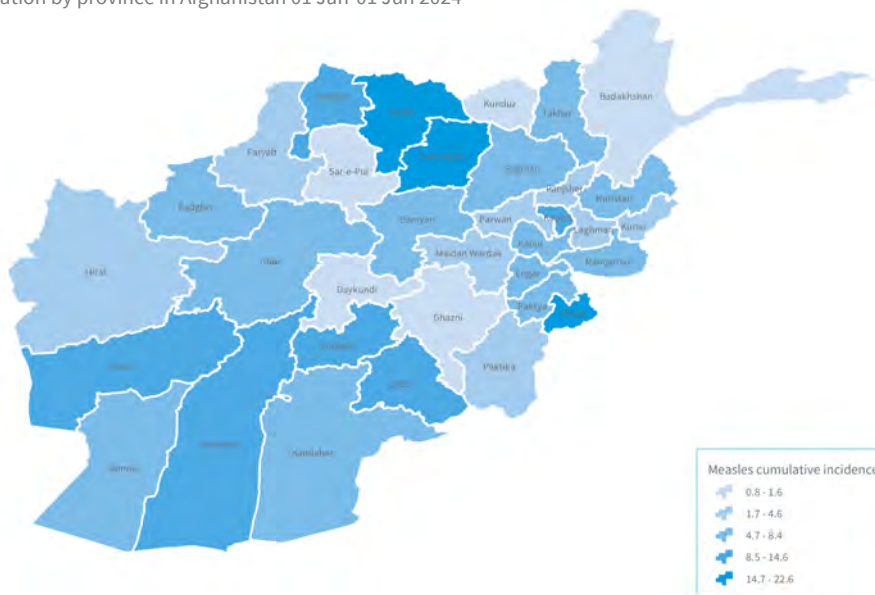 ation by province in Afghanistan 01 Jan-01 Jun 2024
Kunduz
Badakhshan
Takhar
Faryab
Sar-e-Pul
Baghlan
Panjsher
Nuristan
Badghis
Bamyan
Parwan
Kapisa
Laghman
Kunar
Kabul
Maidan Wardak
Nangarhar
Hirat
Ghor
Logar
Daykundi
Ghazni
Paktya
Khost
Paktika
Kandahar
Measles cumulative incidence
0.8 - 1.6
1.7 - 4.6
4.7 - 8.4
8.5 - 14.6
14.7 - 22.6